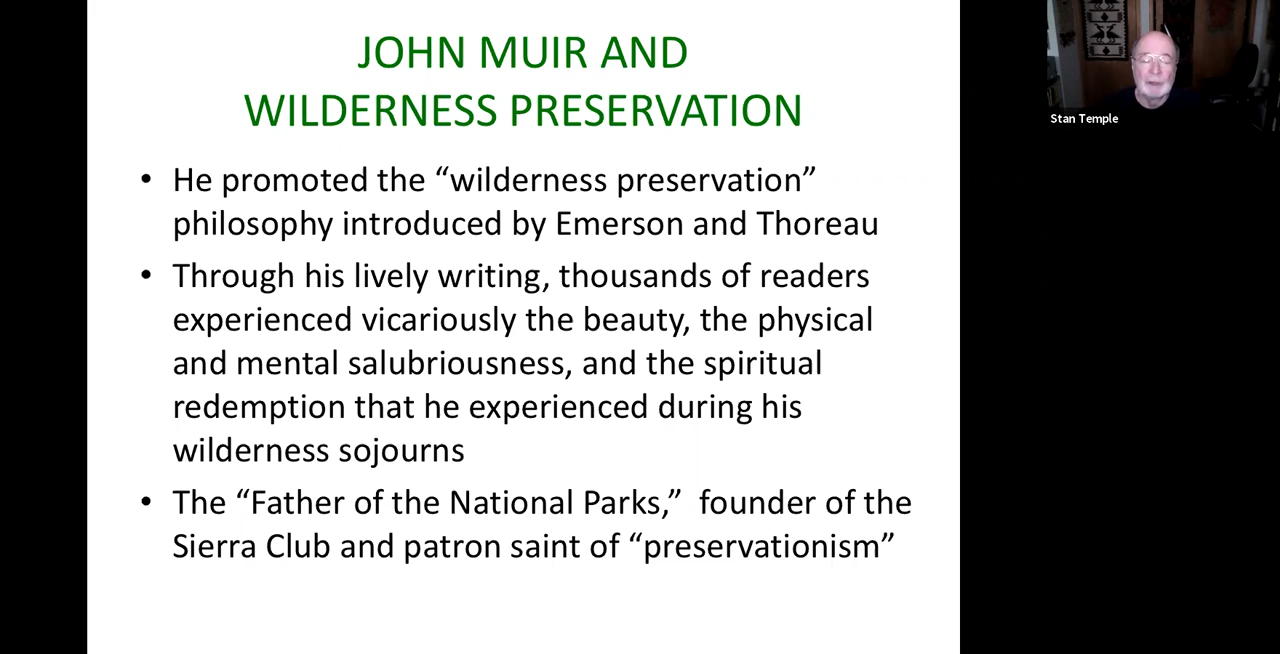 JOHN MUIR AND
WILDERNESS PRESERVATION
• He promoted the “wilderness preservation”
philosophy introduced by Emerson and Thoreau
• Through his lively writing, thousands of readers
experienced vicariously the beauty, the physical
and mental salubriousness, and the spiritual
redemption that he experienced during his
wilderness sojourns
• The “Father of the National Parks,”  founder of the
Sierra Club and patron saint of “preservationism”
Stan Temple